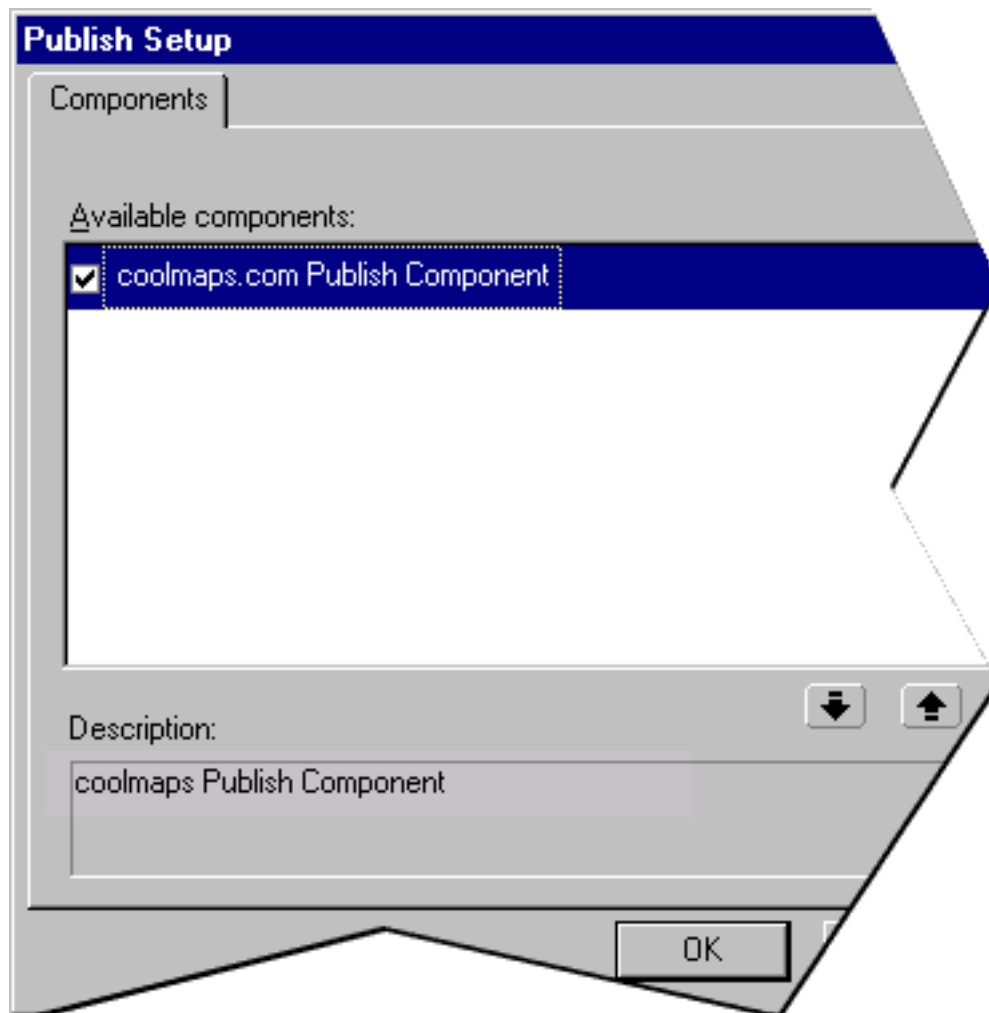 Publish Setup
Components
Available components:
coolmaps.com Publish Component
Description:
coolmaps Publish Component
OK